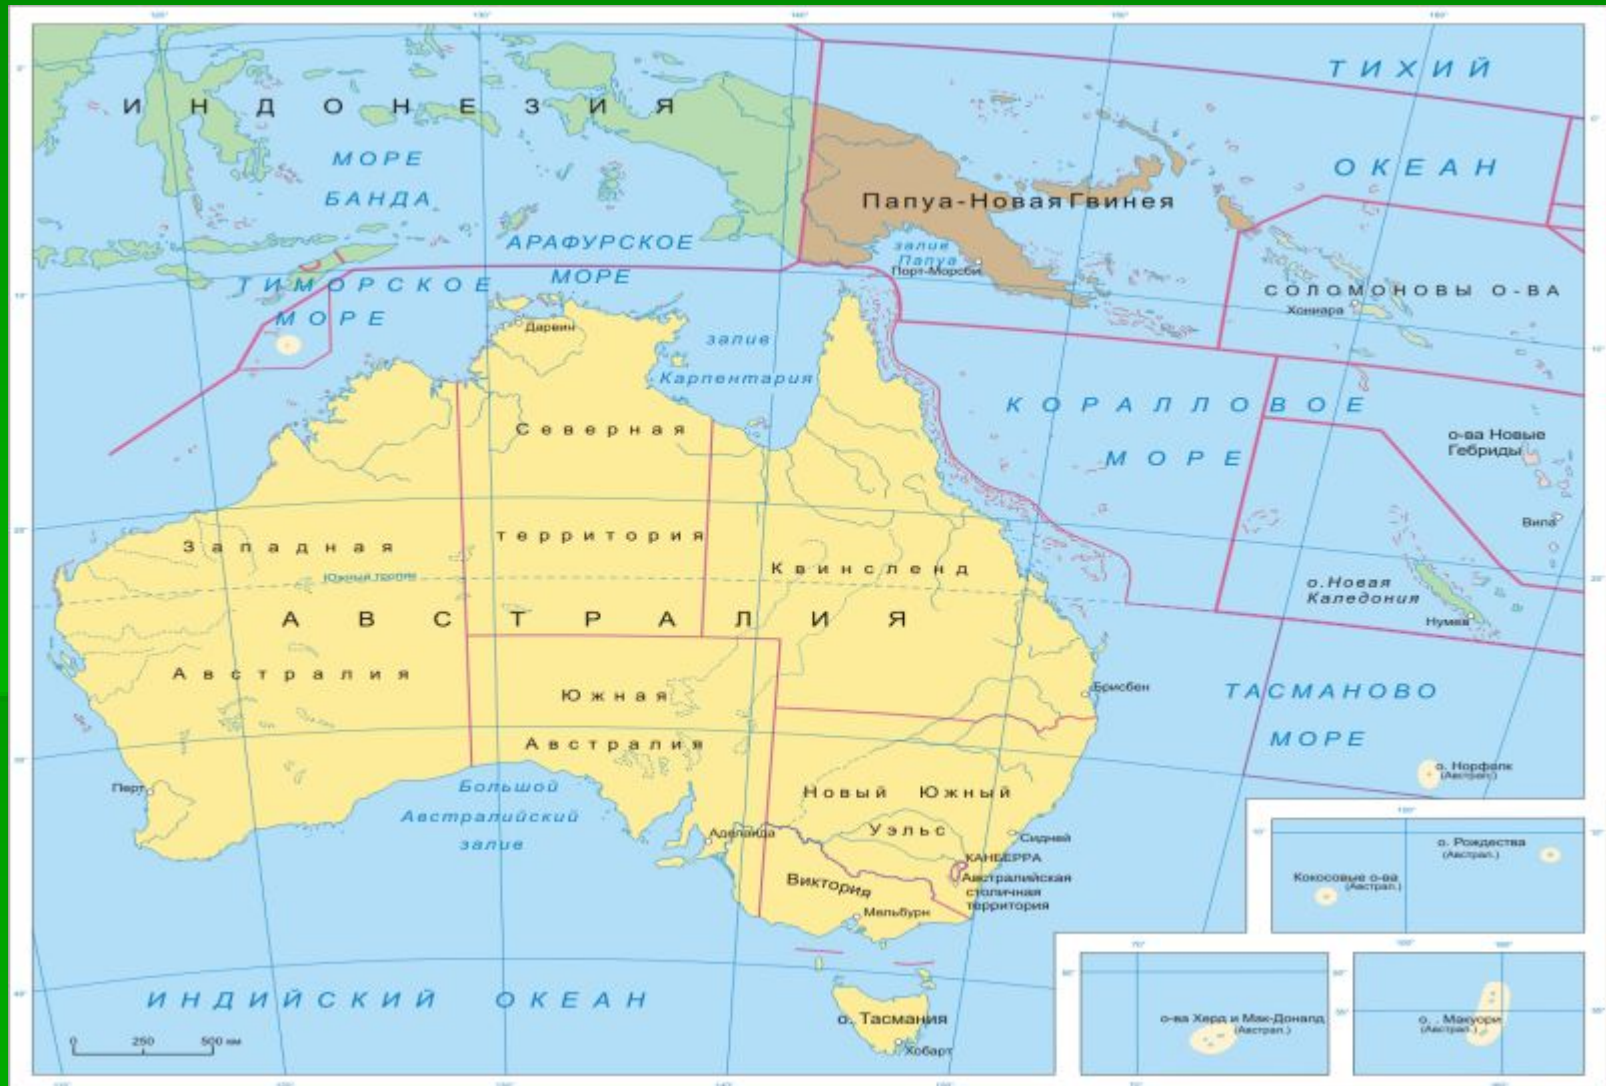 ТИХИЙ
ОКЕАН
ИНДОНЕЗИЯ
МОРЕ
БАНДА
Папуа-Новая Гвинея
АРАФУРСКОЕ
МОРЕ
залив
Папуа
Порт-Морсби
ТИМОРСКОЕ
МОРЕ
СОЛОМОНОВЫ О-ВА
Хониара
Дарвин
залив
Карпентария
КОРАЛЛОВОЕ
МОРЕ
о-ва Новые
Гебриды
Вила
Северная
территория
Западная
Австралия
Южный тропик
Квинсленд
АВСТРАЛИЯ
о.Новая
Каледония
Нумеа
Южная
Австралия
Брисбен
ТАСМАНОВО
МОРЕ
о. Норфолк
(Австрал.)
Перт
Большой
Австралийский
залив
Новый Южный
Уэльс
Аделаида
Сидней
КАНБЕРРА
Австралийская
столичная
территория
Виктория
Мельбурн
о. Рождества
(Австрал.)
Кокосовые о-ва
(Австрал.)
ИНДИЙСКИЙ ОКЕАН
о. Тасмания
Хобарт
о-ва Херд и Мак-Доналд
(Австрал.)
о. . Макуори
(Австрал.)
0 250 500 км